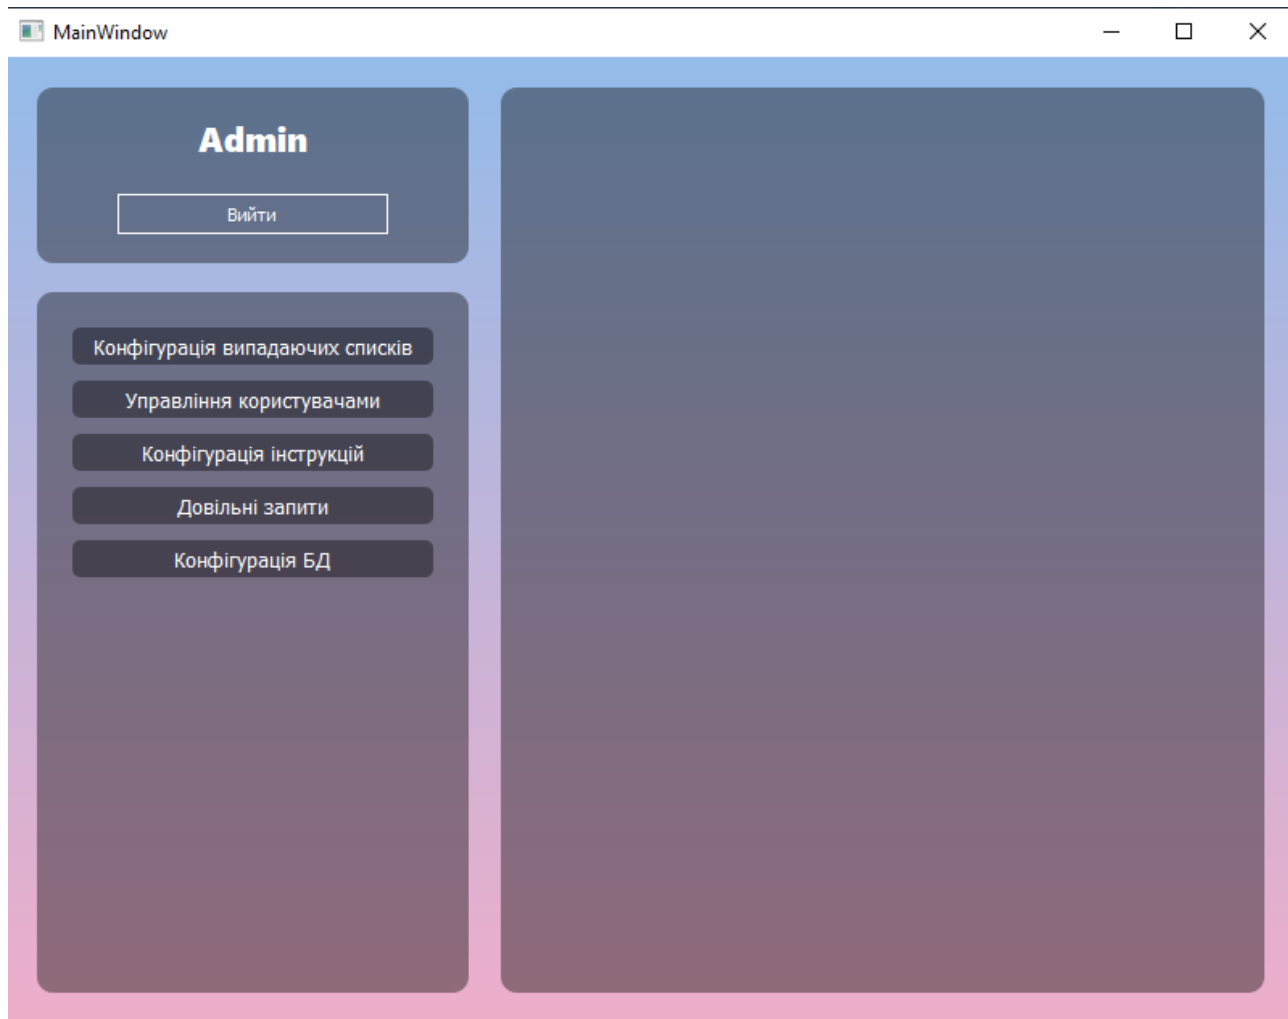 MainWindow
Admin
Вийти
Конфігурація випадаючих списків
Управління користувачами
Конфігурація інструкцій
Довільні запити
Конфігурація БД